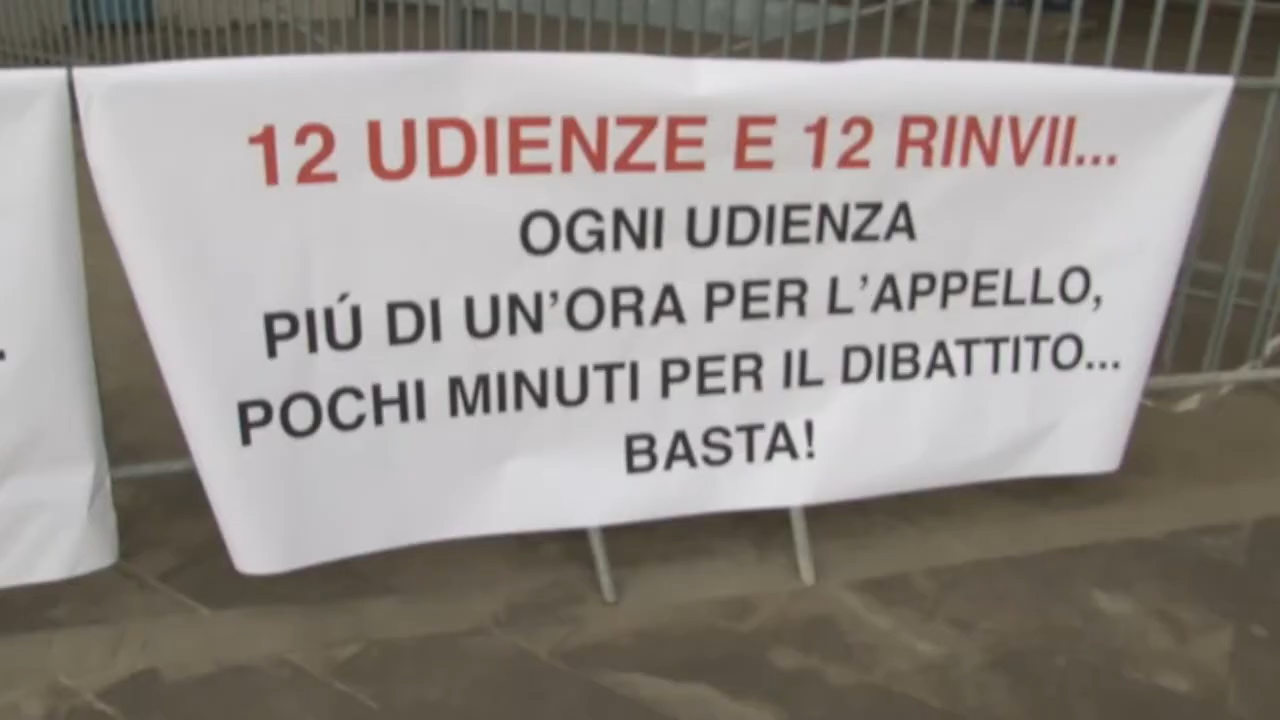 12 UDIENZE E 12 RINVII...
OGNI UDIENZA
PIÚ DI UN'ORA PER L'APPELLO,
POCHI MINUTI PER IL DIBATTITO...
BASTA!